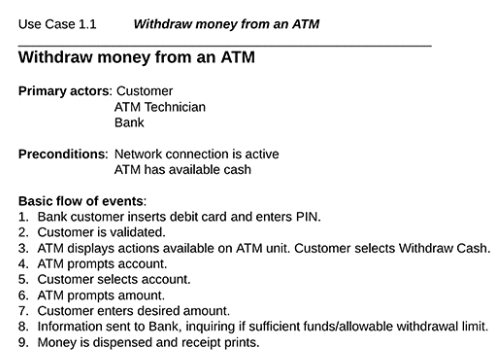 Use Case 1.1 Withdraw money from an ATM
Withdraw money from an ATM
Primary actors: Customer
ATM Technician
Bank
Preconditions: Network connection is active
ATM has available cash
Basic flow of events:
1. Bank customer inserts debit card and enters PIN.
2. Customer is validated.
3. ATM displays actions available on ATM unit. Customer selects Withdraw Cash.
4. ATM prompts account.
5. Customer selects account.
6. ATM prompts amount.
7. Customer enters desired amount.
8. Information sent to Bank, inquiring if sufficient funds/allowable withdrawal limit.
9. Money is dispensed and receipt prints.